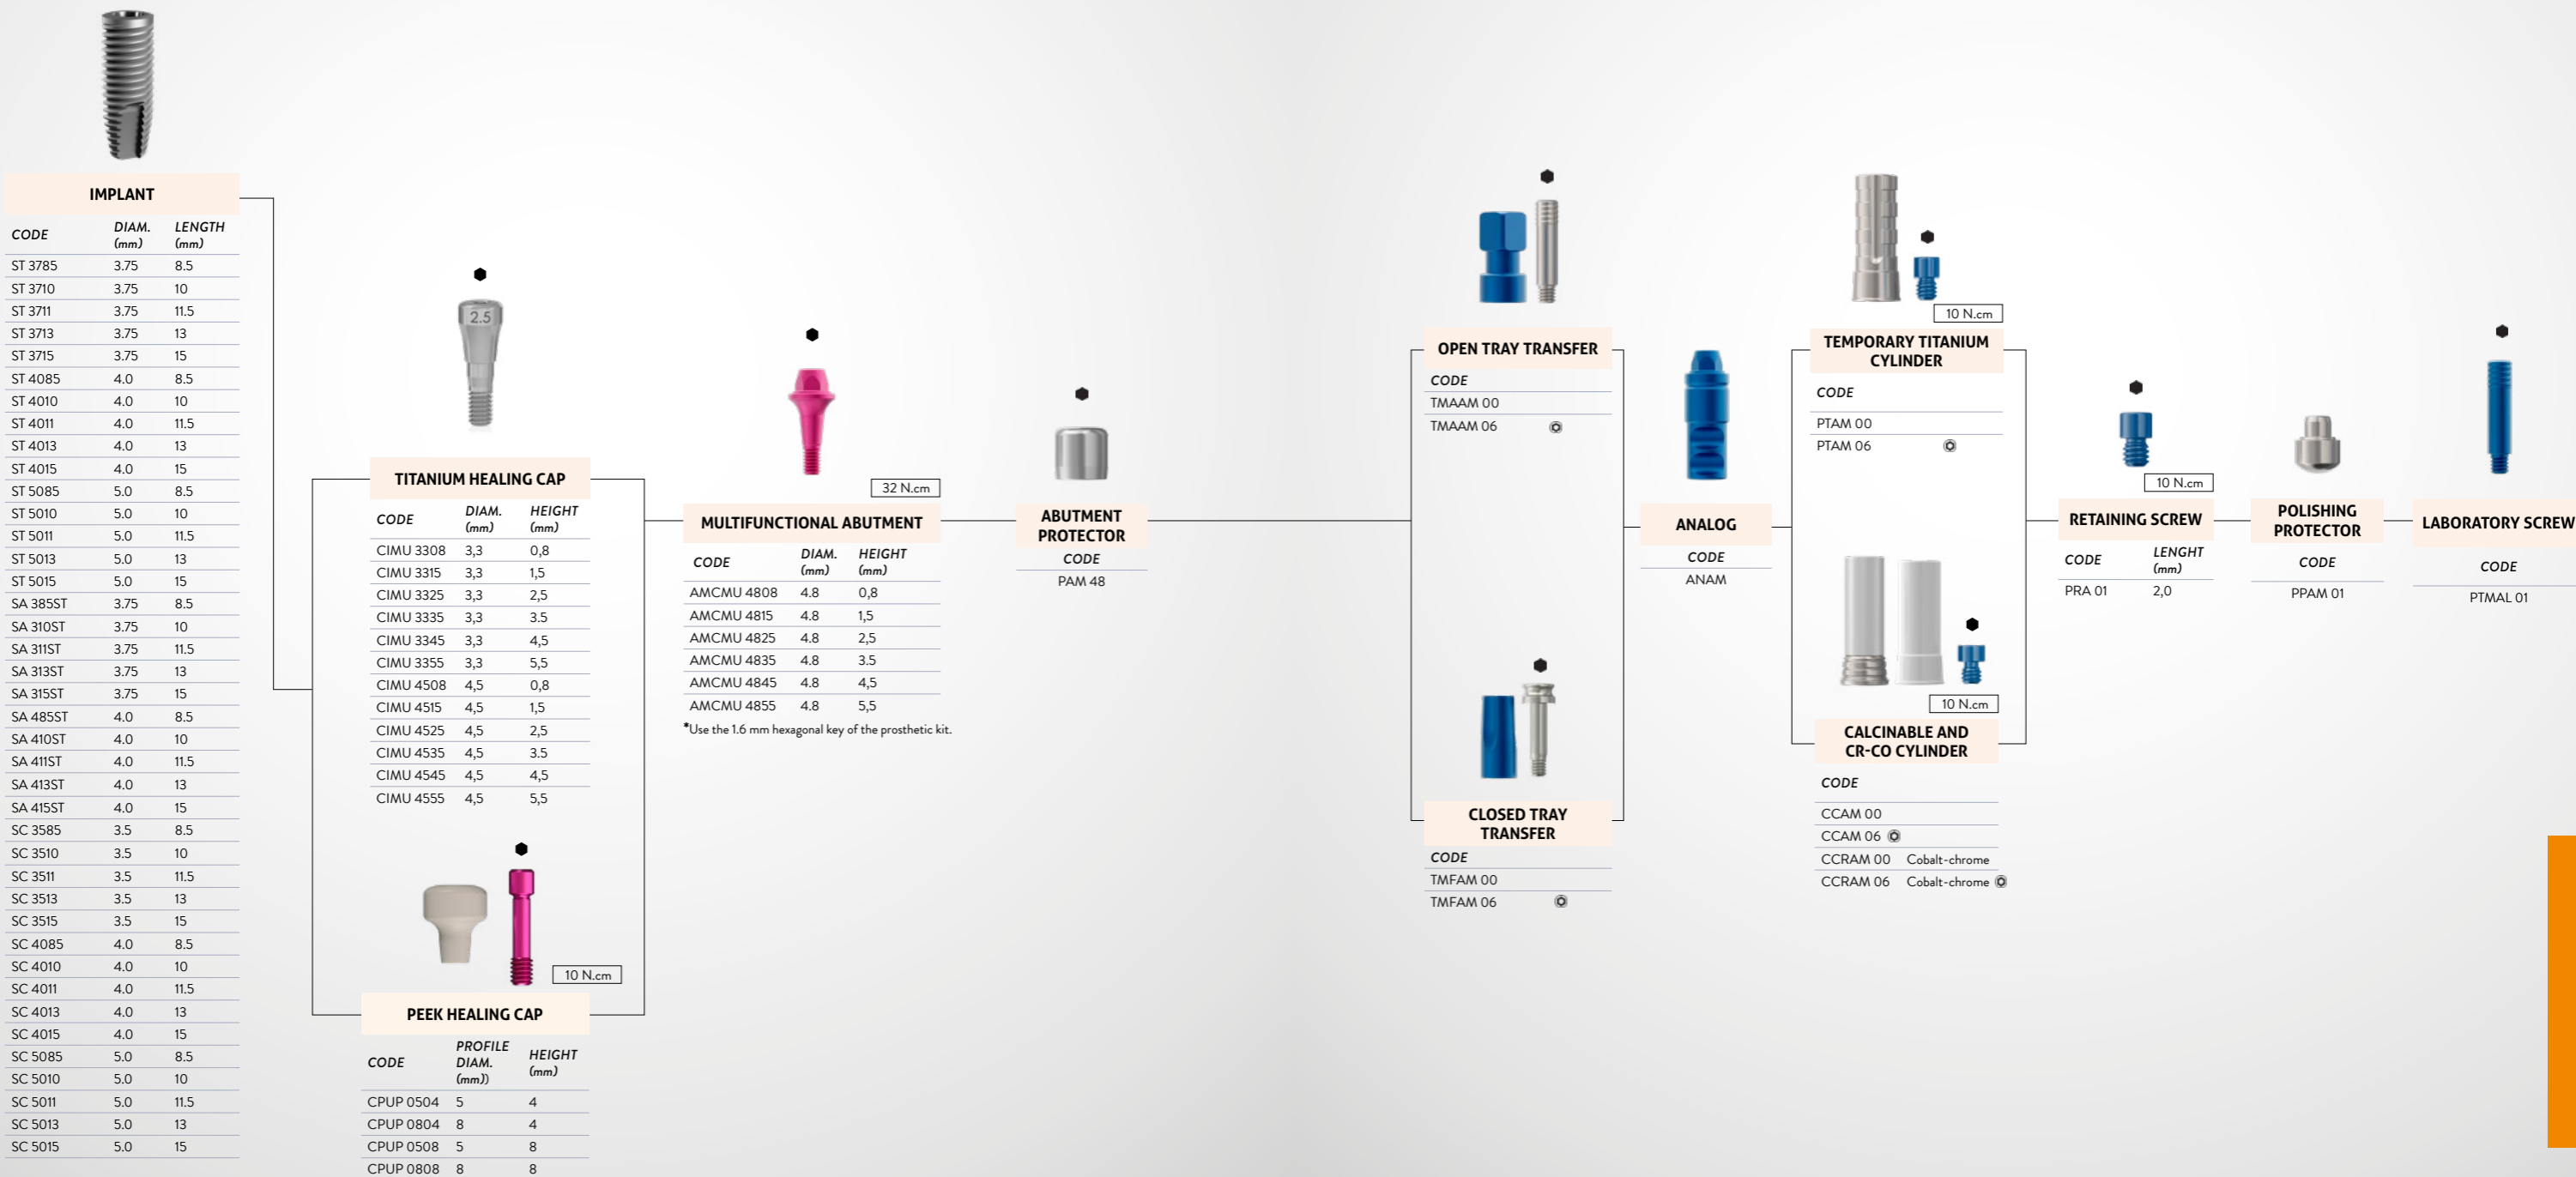 IMPLANT
CODE DIAM. (mm) LENGTH (mm)
ST 3785 3.75 8.5
ST 3710 3.75 10
ST 3711 3.75 11.5
ST 3713 3.75 13
ST 3715 3.75 15
ST 4085 4.0 8.5
ST 4010 4.0 10
ST 4011 4.0 11.5
ST 4013 4.0 13
ST 4015 4.0 15
ST 5085 5.0 8.5
ST 5010 5.0 10
ST 5011 5.0 11.5
ST 5013 5.0 13
ST 5015 5.0 15
SA 385ST 3.75 8.5
SA 310ST 3.75 10
SA 311ST 3.75 11.5
SA 313ST 3.75 13
SA 315ST 3.75 15
SA 485ST 4.0 8.5
SA 410ST 4.0 10
SA 411ST 4.0 11.5
SA 413ST 4.0 13
SA 415ST 4.0 15
SC 3585 3.5 8.5
SC 3510 3.5 10
SC 3511 3.5 11.5
SC 3513 3.5 13
SC 3515 3.5 15
SC 4085 4.0 8.5
SC 4010 4.0 10
SC 4011 4.0 11.5
SC 4013 4.0 13
SC 4015 4.0 15
SC 5085 5.0 8.5
SC 5010 5.0 10
SC 5011 5.0 11.5
SC 5013 5.0 13
SC 5015 5.0 15
2.5
TITANIUM HEALING CAP
CODE DIAM. (mm) HEIGHT (mm)
CIMU 3308 3,3 0,8
CIMU 3315 3,3 1,5
CIMU 3325 3,3 2,5
CIMU 3335 3,3 3.5
CIMU 3345 3,3 4,5
CIMU 3355 3,3 5,5
CIMU 4508 4,5 0,8
CIMU 4515 4,5 1,5
CIMU 4525 4,5 2,5
CIMU 4535 4,5 3.5
CIMU 4545 4,5 4,5
CIMU 4555 4,5 5,5
10 N.cm
PEEK HEALING CAP
CODE PROFILE DIAM. (mm)) HEIGHT (mm)
CPUP 0504 5 4
CPUP 0804 8 4
CPUP 0508 5 8
CPUP 0808 8 8
32 N.cm
MULTIFUNCTIONAL ABUTMENT
CODE DIAM. (mm) HEIGHT (mm)
AMCMU 4808 4.8 0,8
AMCMU 4815 4.8 1,5
AMCMU 4825 4.8 2,5
AMCMU 4835 4.8 3.5
AMCMU 4845 4.8 4,5
AMCMU 4855 4.8 5,5
*Use the 1.6 mm hexagonal key of the prosthetic kit.
ABUTMENT
PROTECTOR
CODE
PAM 48
OPEN TRAY TRANSFER
CODE
TMAAM 00
TMAAM 06
CLOSED TRAY
TRANSFER
CODE
TMFAM 00
TMFAM 06
ANALOG
CODE
ANAM
10 N.cm
TEMPORARY TITANIUM
CYLINDER
CODE
PTAM 00
PTAM 06
10 N.cm
CALCINABLE AND
CR-CO CYLINDER
CODE
CCAM 00
CCAM 06
CCRAM 00 Cobalt-chrome
CCRAM 06 Cobalt-chrome
10 N.cm
RETAINING SCREW
CODE LENGHT (mm)
PRA 01 2,0
POLISHING
PROTECTOR
CODE
PPAM 01
LABORATORY SCREW
CODE
PTMAL 01